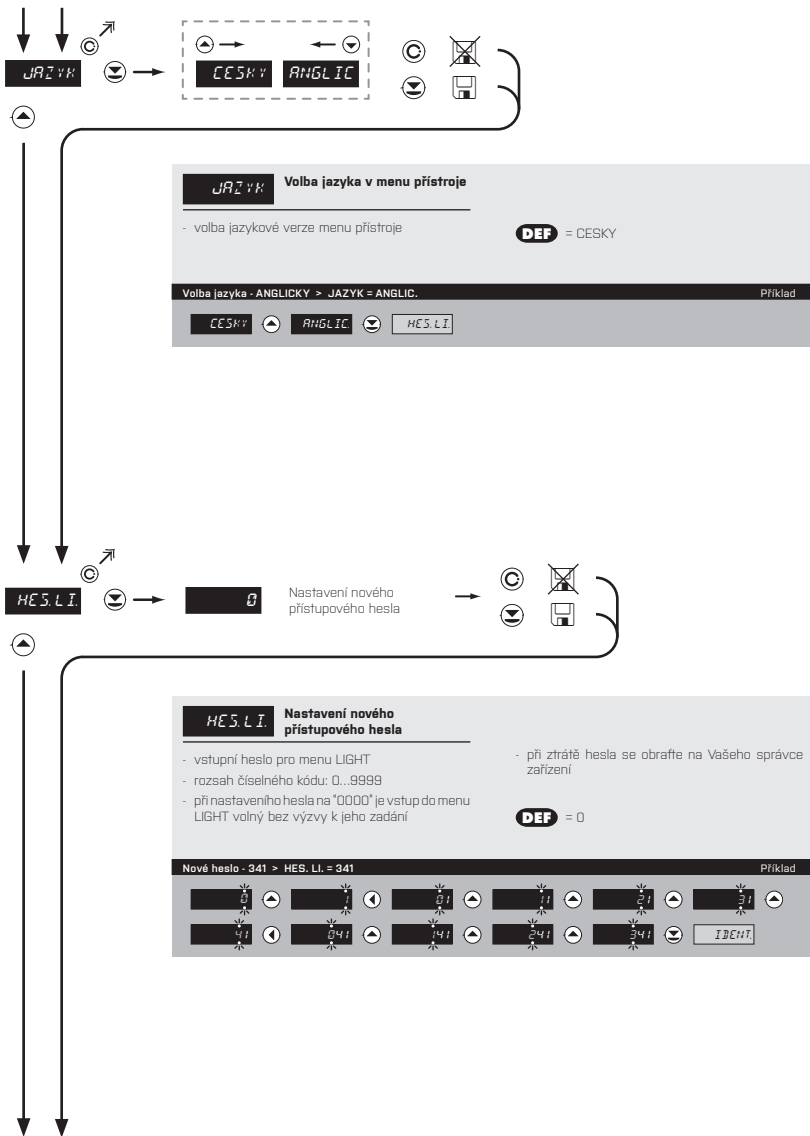 C
JAZYK
CESKY ANGLIC
C
JAZYK
Volba jazyka v menu přístroje
- volba jazykové verze menu přístroje
DEF = CESKY
Volba jazyka - ANGLICKY > JAZYK = ANGLIC. Příklad
CESKY ANGLIC. HES. LI.
C
HES. LI.
0
Nastavení nového
přístupového hesla
C
HES. LI.
Nastavení nového
přístupového hesla
- vstupní heslo pro menu LIGHT
- rozsah číselného kódu: 0...9999
- při nastaveního hesla na "0000" je vstup do menu
LIGHT volný bez výzvy k jeho zadání
- při ztrátě hesla se obraťte na Vašeho správce
zařízení
DEF = 0
Nové heslo - 341 > HES. LI. = 341 Příklad
0 1 01 11 21 31
41 041 141 241 341 IDENT.